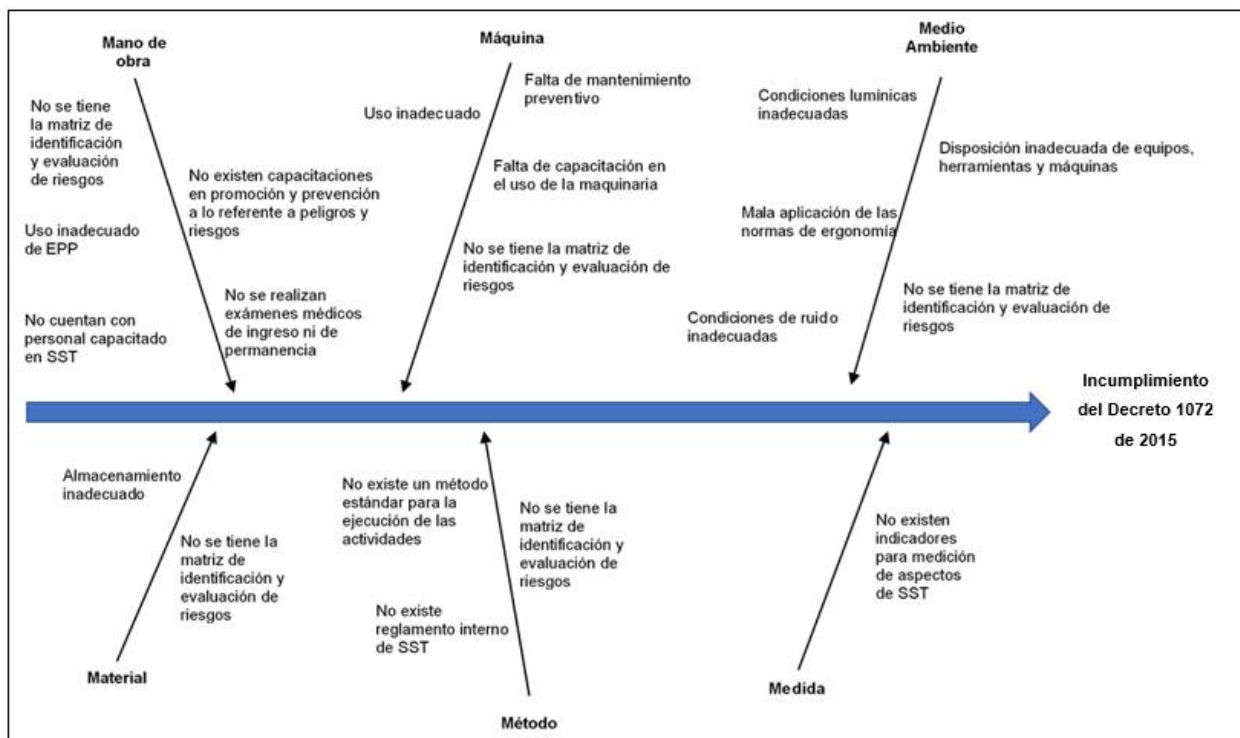 Mano de
obra
No se tiene
la matriz de
identificación
y evaluación
de riesgos
No existen capacitaciones
en promoción y prevención
a lo referente a peligros y
riesgos
Uso inadecuado
de EPP
No se realizan
exámenes médicos
de ingreso ni de
permanencia
No cuentan con
personal capacitado
en SST
Máquina
Falta de mantenimiento
preventivo
Uso inadecuado
Falta de capacitación en
el uso de la maquinaria
No se tiene la matriz de
identificación y evaluación de
riesgos
Medio
Ambiente
Condiciones lumínicas
inadecuadas
Disposición inadecuada de equipos,
herramientas y máquinas
Mala aplicación de las
normas de ergonomía
No se tiene la matriz de
identificación y evaluación de
riesgos
Condiciones de ruido
inadecuadas
Incumplimiento
del Decreto 1072
de 2015
Almacenamiento
inadecuado
No se tiene la
matriz de
identificación y
evaluación de
riesgos
Material
No existe un método
estándar para la
ejecución de las
actividades
No se tiene la
matriz de
identificación y
evaluación de
riesgos
No existe
reglamento interno
de SST
Método
No existen
indicadores
para medición
de aspectos
de SST
Medida